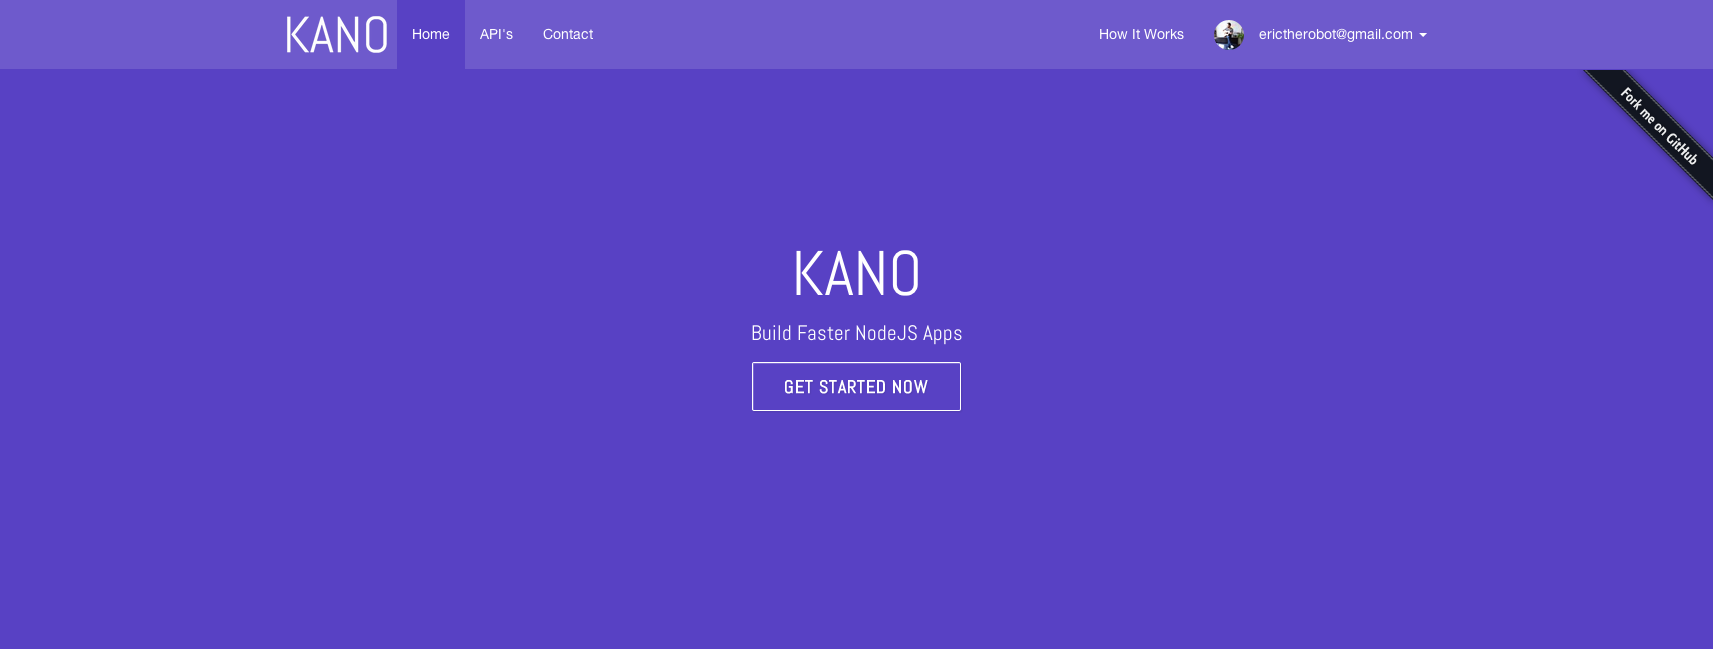 KANO Home API's Contact How It Works erictherobot@gmail.com
Fork me on GitHub
KANO
Build Faster NodeJS Apps
GET STARTED NOW